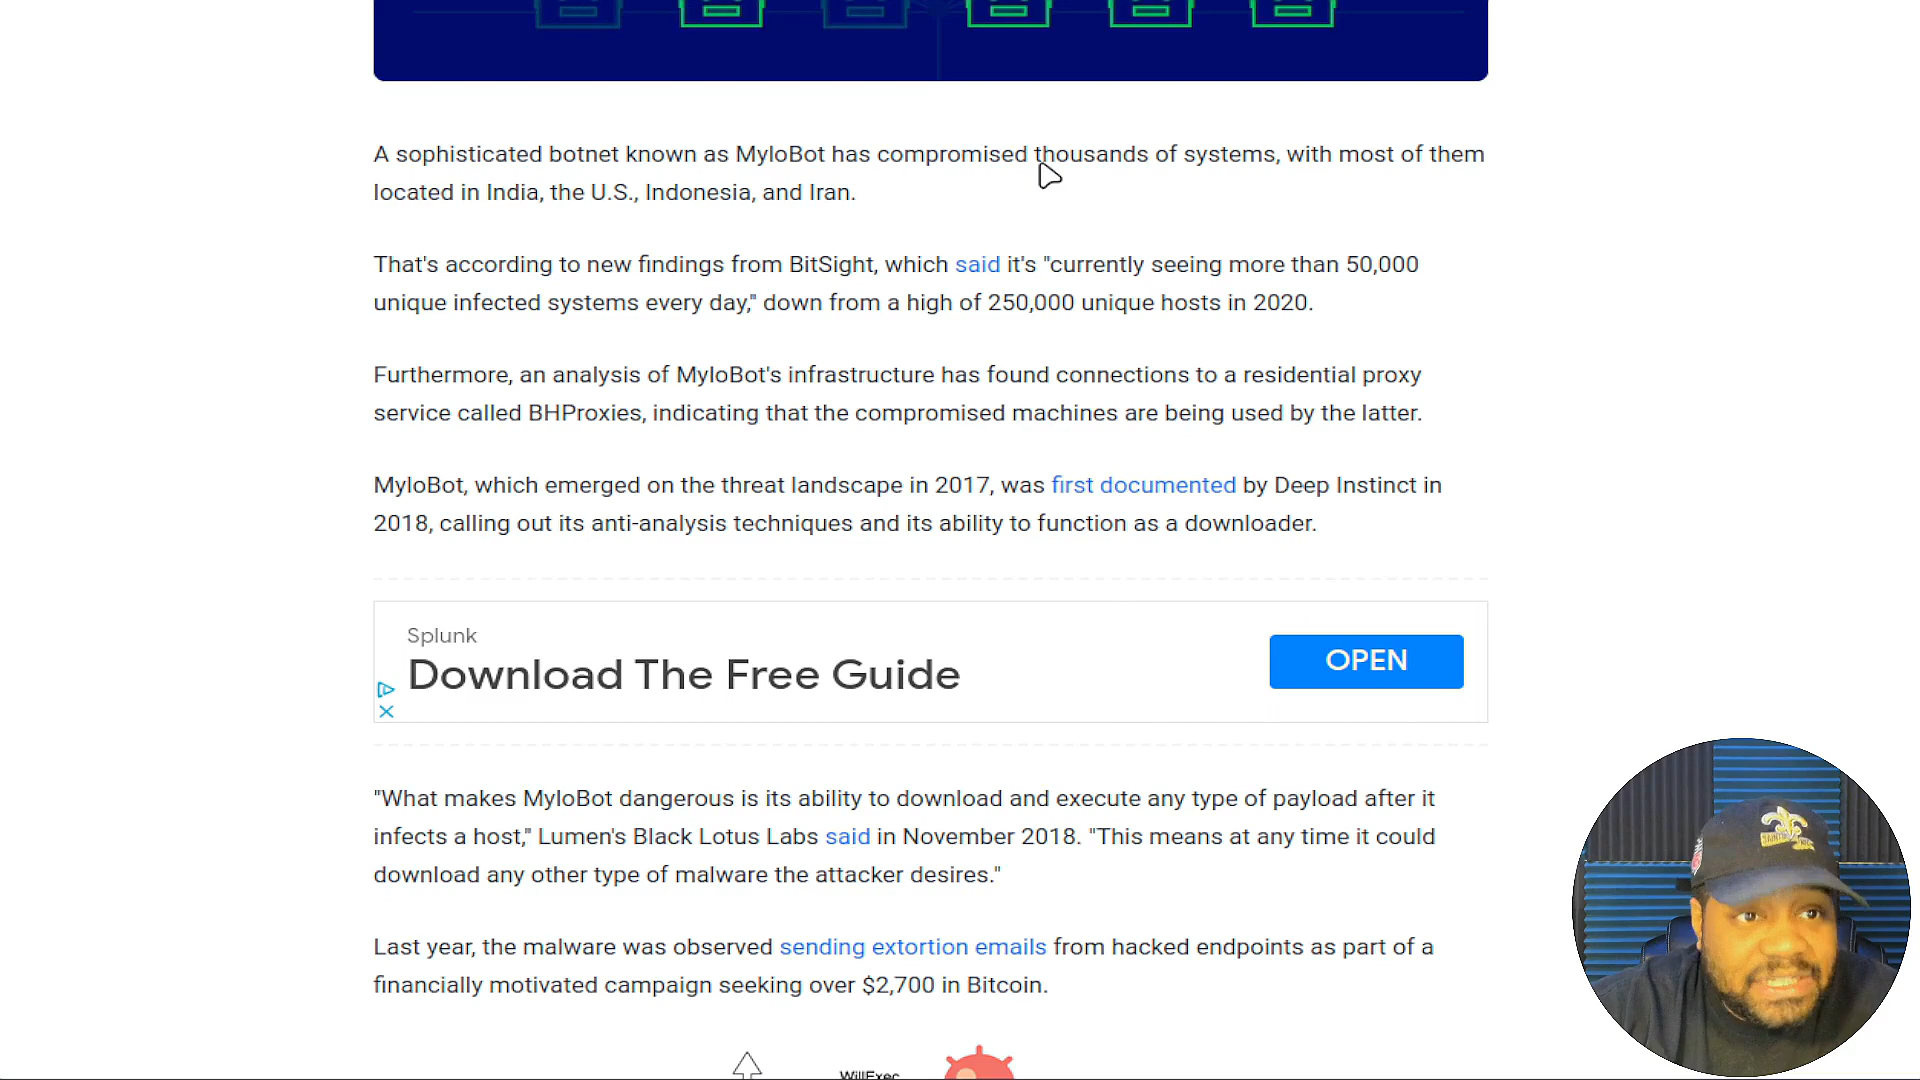 A sophisticated botnet known as MyloBot has compromised thousands of systems, with most of them
located in India, the U.S., Indonesia, and Iran.
That's according to new findings from BitSight, which said it's "currently seeing more than 50,000
unique infected systems every day," down from a high of 250,000 unique hosts in 2020.
Furthermore, an analysis of MyloBot's infrastructure has found connections to a residential proxy
service called BHProxies, indicating that the compromised machines are being used by the latter.
MyloBot, which emerged on the threat landscape in 2017, was first documented by Deep Instinct in
2018, calling out its anti-analysis techniques and its ability to function as a downloader.
Splunk
Download The Free Guide
OPEN
"What makes MyloBot dangerous is its ability to download and execute any type of payload after it
infects a host," Lumen's Black Lotus Labs said in November 2018. "This means at any time it could
download any other type of malware the attacker desires."
Last year, the malware was observed sending extortion emails from hacked endpoints as part of a
financially motivated campaign seeking over $2,700 in Bitcoin.
WillExec